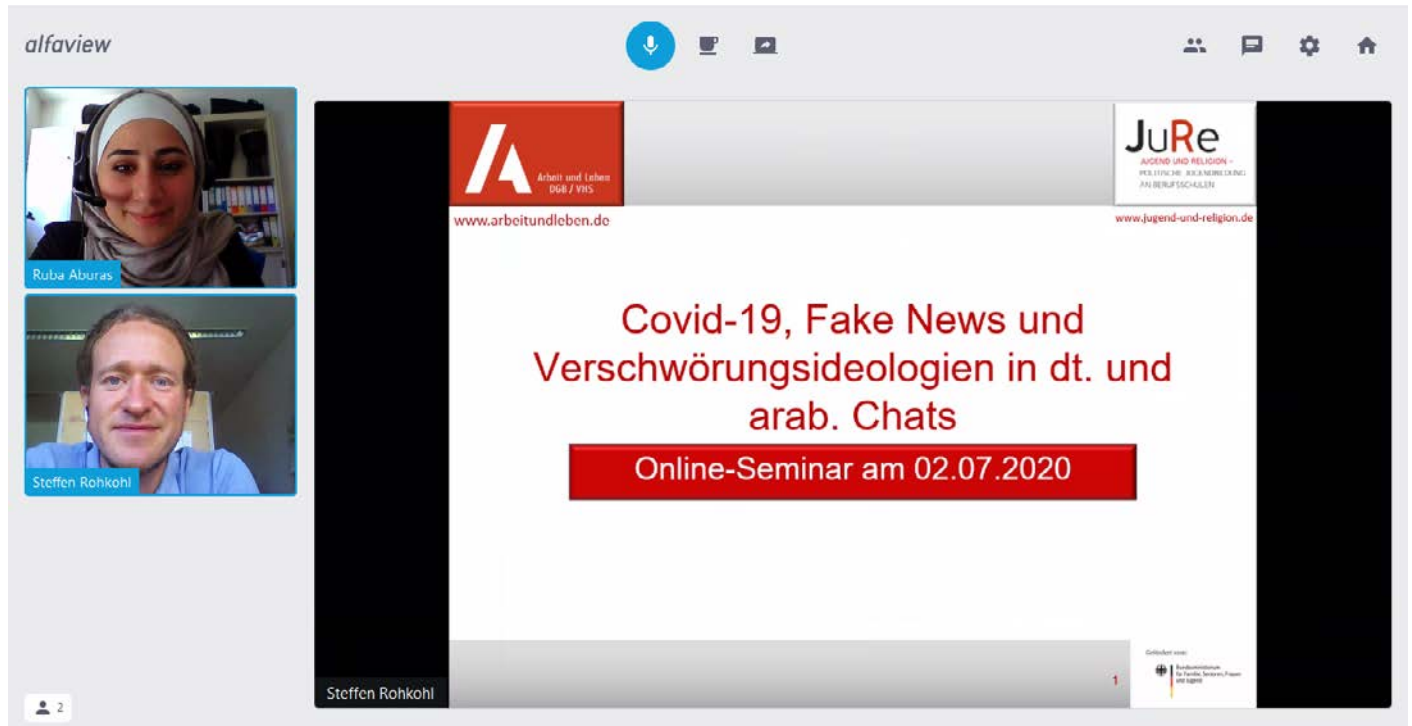 alfaview
Ruba Aburas
Steffen Rohkohl
2
Arbeit und Leben
DGB / VHS
www.arbeitundleben.de
JuRe
JUGEND UND RELIGION –
POLITISCHE JUGENDBILDUNG
AN BERUFSSCHULEN
www.jugend-und-religion.de
Covid-19, Fake News und
Verschwörungsideologien in dt. und
arab. Chats
Online-Seminar am 02.07.2020
Gefördert vom:
Bundesministerium
für Familie, Senioren, Frauen
und Jugend
1
Steffen Rohkohl